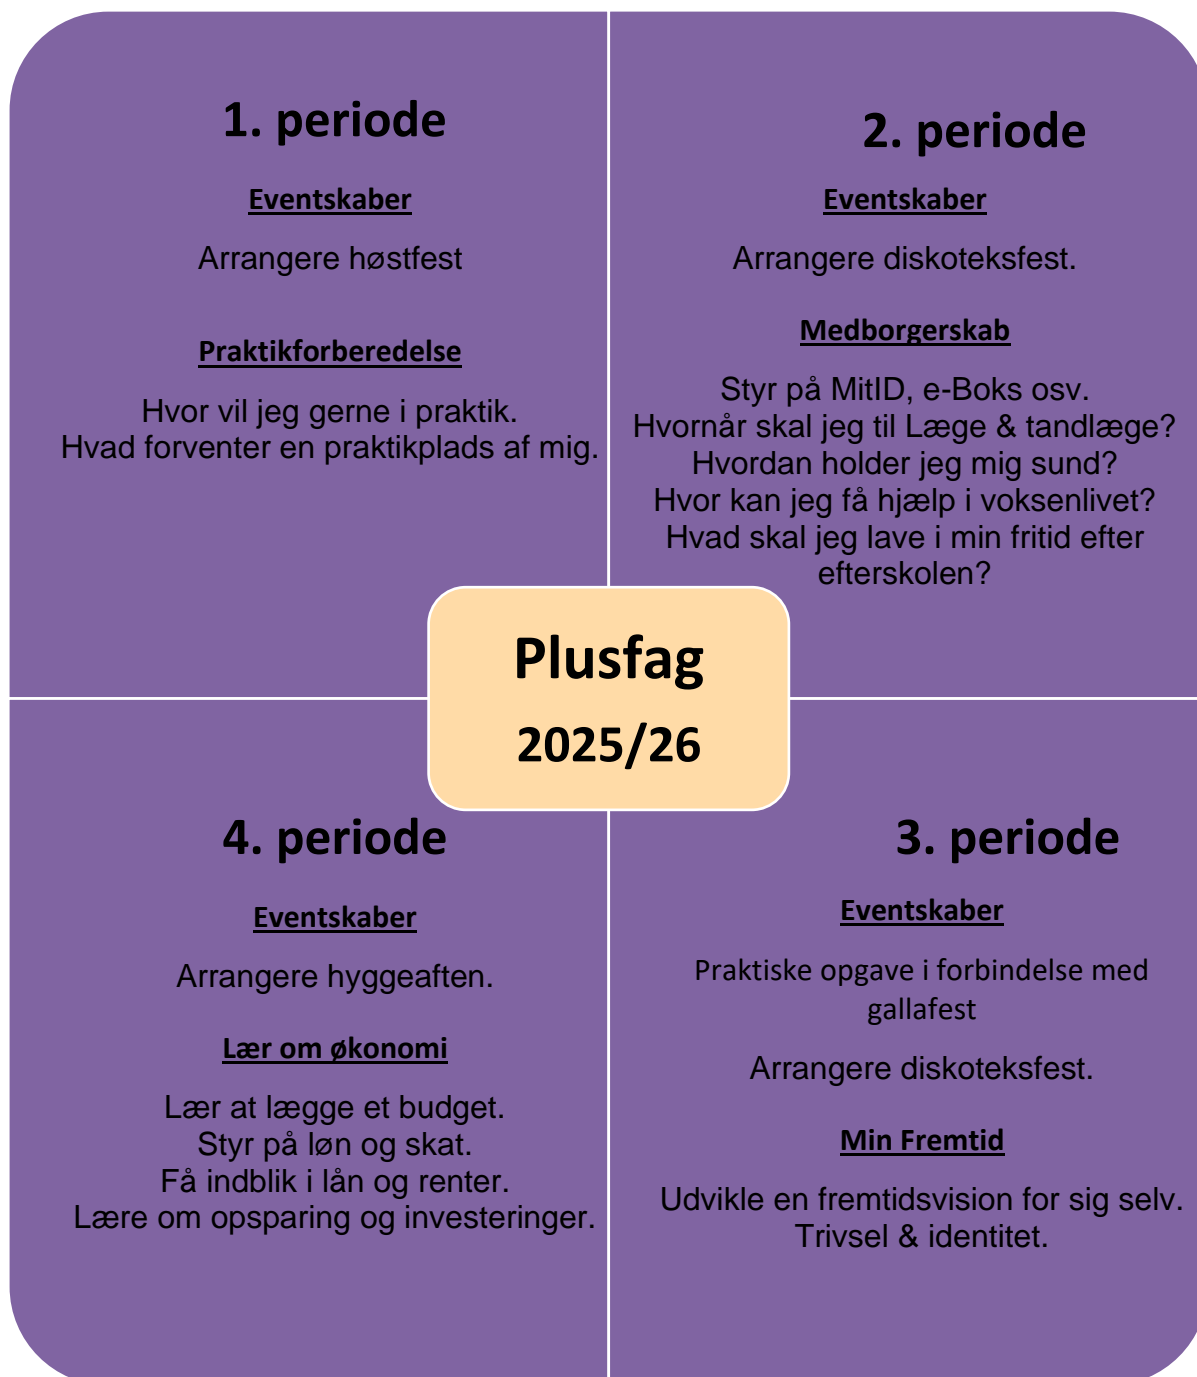 1. periode
Eventskaber
Arrangere høstfest
Praktikforberedelse
Hvor vil jeg gerne i praktik.
Hvad forventer en praktikplads af mig.
2. periode
Eventskaber
Arrangere diskoteksfest.
Medborgerskab
Styr på MitID, e-Boks osv.
Hvornår skal jeg til Læge & tandlæge?
Hvordan holder jeg mig sund?
Hvor kan jeg få hjælp i voksenlivet?
Hvad skal jeg lave i min fritid efter
efterskolen?
Plusfag
2025/26
3. periode
Eventskaber
Praktiske opgave i forbindelse med
gallafest
Arrangere diskoteksfest.
Min Fremtid
Udvikle en fremtidsvision for sig selv.
Trivsel & identitet.
4. periode
Eventskaber
Arrangere hyggeaften.
Lær om økonomi
Lær at lægge et budget.
Styr på løn og skat.
Få indblik i lån og renter.
Lære om opsparing og investeringer.